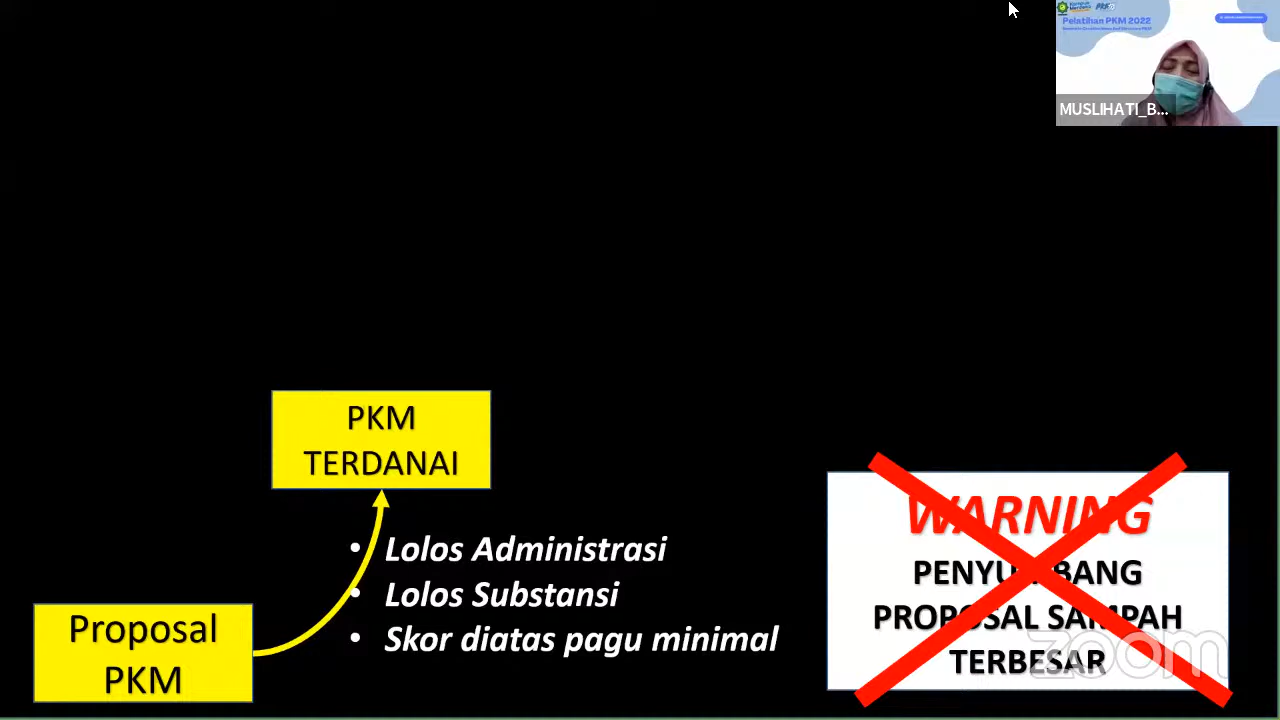 Pelatihan PKM 2022
MUSLIHATI_B...
PKM
TERDANAI
• Lolos Administrasi
• Lolos Substansi
• Skor diatas pagu minimal
Proposal
PKM
WARNING
PENYUMBANG
PROPOSAL SAMPAH
TERBESAR
zoom